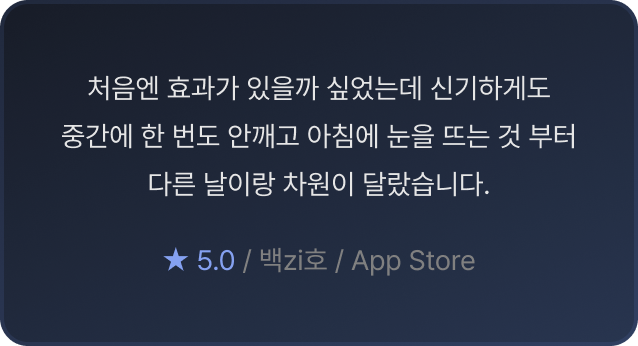 처음엔 효과가 있을까 싶었는데 신기하게도
중간에 한 번도 안깨고 아침에 눈을 뜨는 것 부터
다른 날이랑 차원이 달랐습니다.
★ 5.0 / 백zi호 / App Store